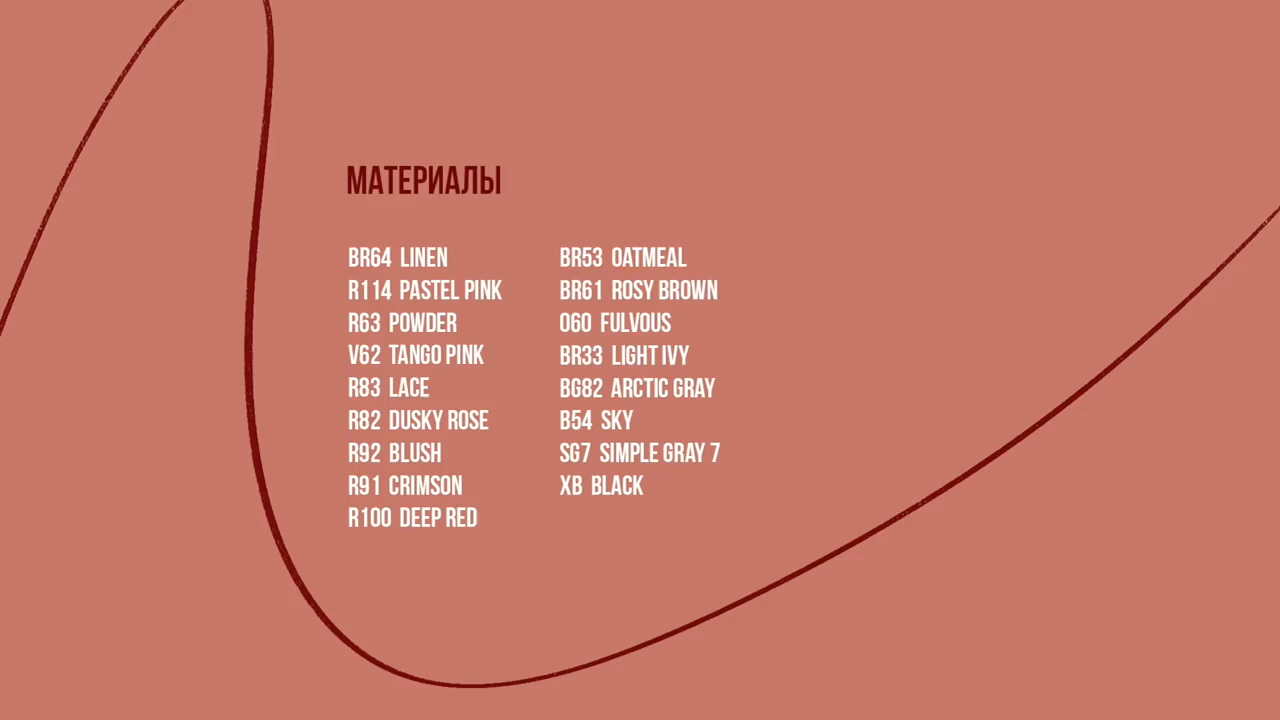 МАТЕРИАЛЫ
BR64 LINEN
R114 PASTEL PINK
R63 POWDER
V62 TANGO PINK
R83 LACE
R82 DUSKY ROSE
R92 BLUSH
R91 CRIMSON
R100 DEEP RED
BR53 OATMEAL
BR61 ROSY BROWN
O60 FULVOUS
BR33 LIGHT IVY
BG82 ARCTIC GRAY
B54 SKY
SG7 SIMPLE GRAY 7
XB BLACK